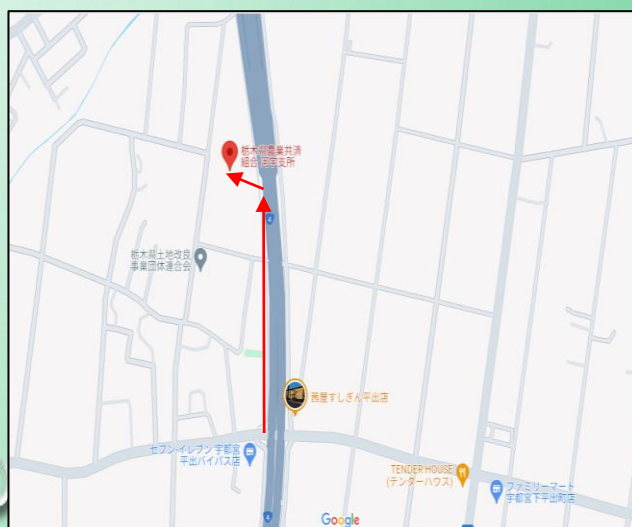 栃木県農業共済
組合 河宇支所
4
栃木県土地改良
事業団体連合会
茜屋すしぎん平出店
セブン-イレブン 宇都宮
平出バイパス店
TENDER HOUSE
(テンダーハウス)
ファミリーマート
宇都宮下平出町店
4
Google